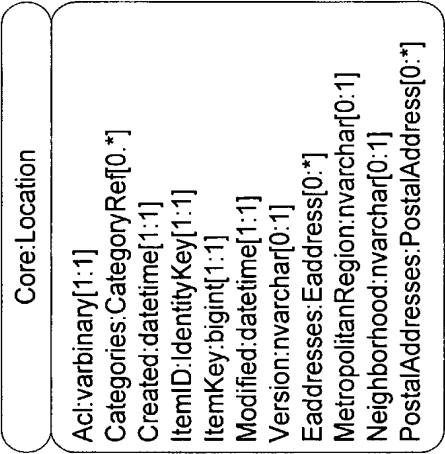 Core:Location
Acl:varbinary[1:1]
Categories:CategoryRef[0..*]
Created:datetime[1:1]
ItemID:IdentityKey[1:1]
ItemKey:bigint[1:1]
Modified:datetime[1:1]
Version:nvarchar[0:1]
Eaddresses:Eaddress[0:*]
MetropolitanRegion:nvarchar[0:1]
Neighborhood:nvarchar[0:1]
PostalAddresses:PostalAddress[0:*]